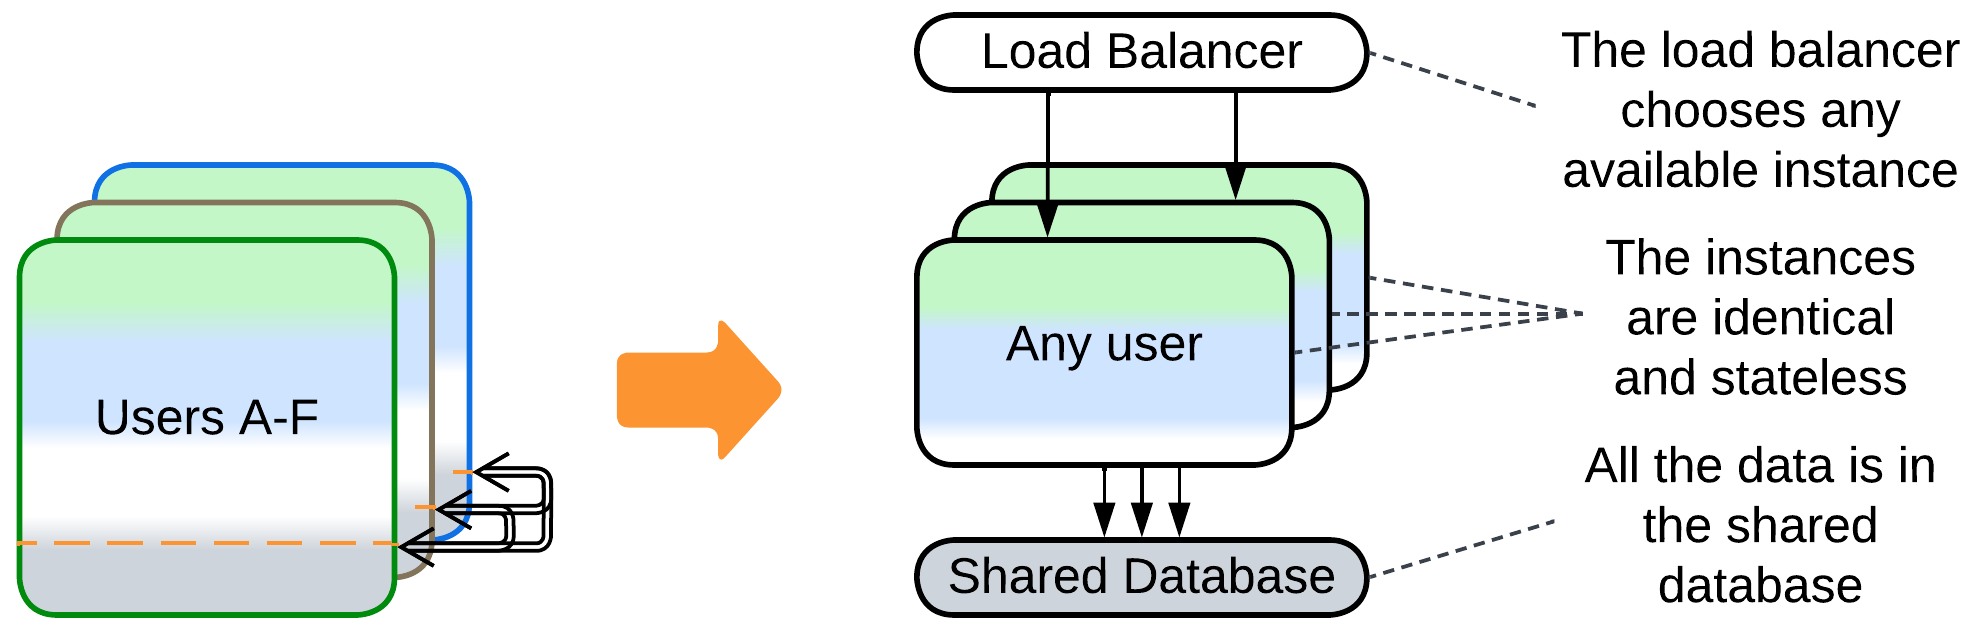 Load Balancer
The load balancer
chooses any
available instance
Users A-F
Any user
The instances
are identical
and stateless
Shared Database
All the data is in
the shared
database